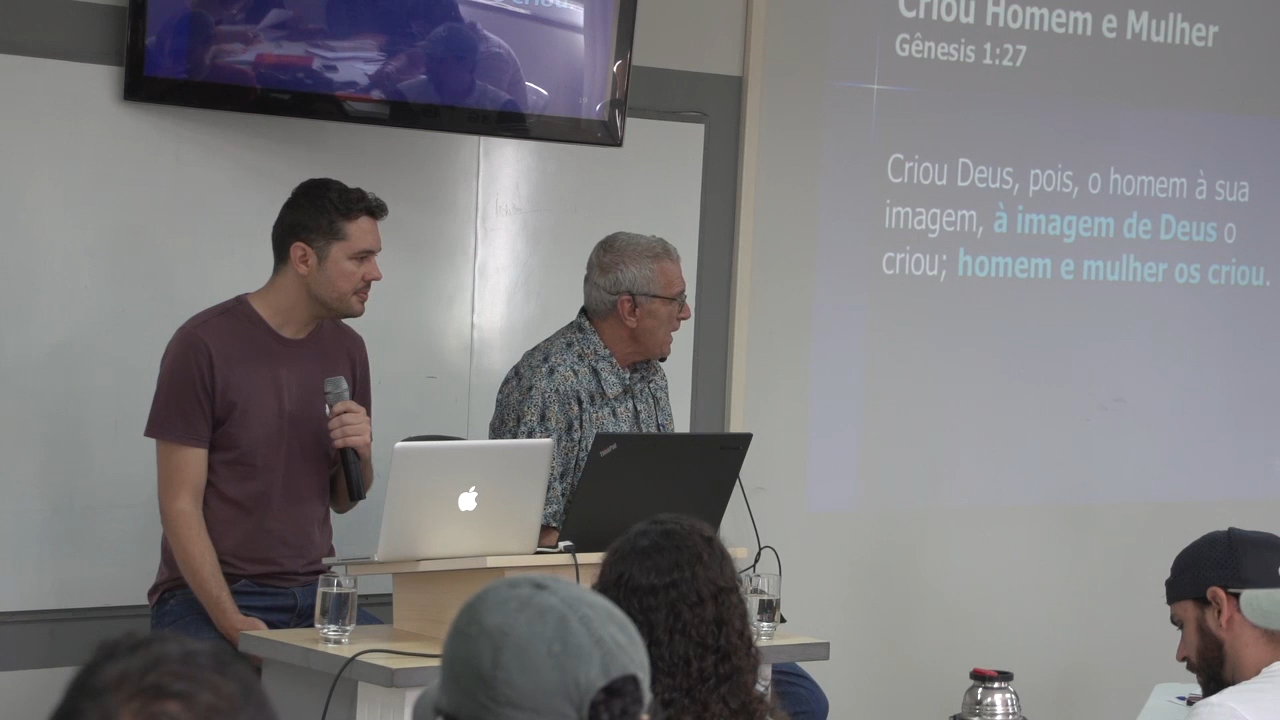 Criou Homem e Mulher
Gênesis 1:27
Criou Deus, pois, o homem à sua
imagem, à imagem de Deus o
criou; homem e mulher os criou.
ThinkPad